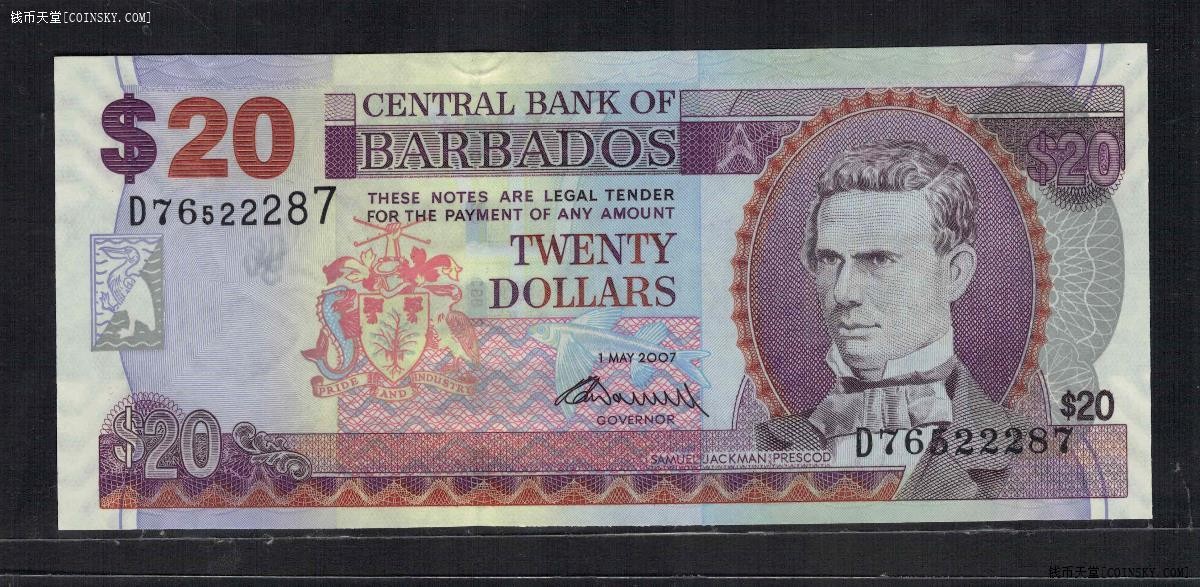 钱币天堂[COINSKY.COM]
$20
CENTRAL BANK OF
BARBADOS
$20
D76522287
THESE NOTES ARE LEGAL TENDER
FOR THE PAYMENT OF ANY AMOUNT
TWENTY
DOLLARS
PRIDE AND INDUSTRY
1 MAY 2007
GOVERNOR
$20
$20
SAMUEL JACKMAN PRESCOD
D76522287
钱币天堂[COINSKY.COM]